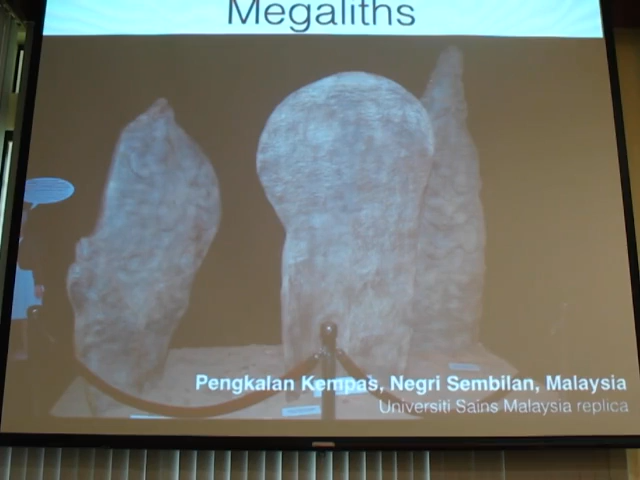 Megaliths
Pengkalan Kempas, Negri Sembilan, Malaysia
Universiti Sains Malaysia replica